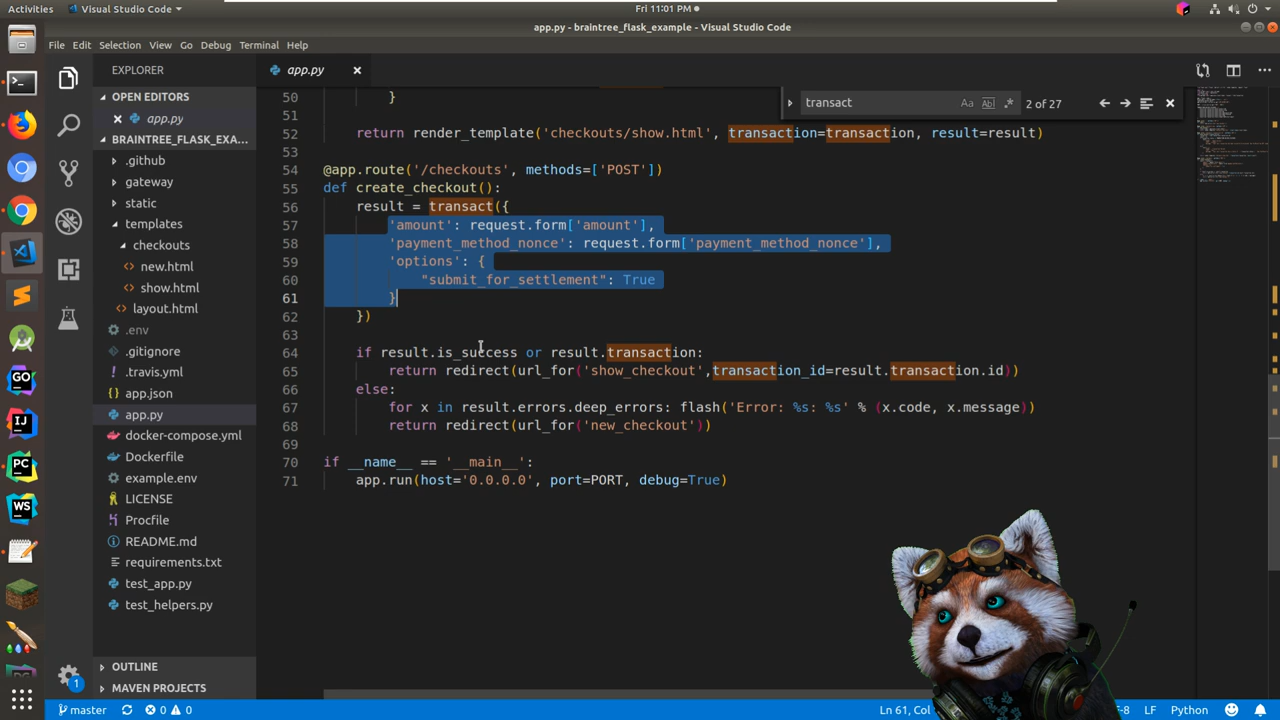 Activities
Visual Studio Code
Fri 11:01 PM
app.py - braintree_flask_example - Visual Studio Code
File Edit Selection View Go Debug Terminal Help
EXPLORER
OPEN EDITORS
app.py
BRAINTREE_FLASK_EXA...
.github
gateway
static
templates
checkouts
new.html
show.html
layout.html
.env
.gitignore
.travis.yml
app.json
app.py
docker-compose.yml
Dockerfile
example.env
LICENSE
Procfile
README.md
requirements.txt
test_app.py
test_helpers.py
OUTLINE
MAVEN PROJECTS
app.py
transact
Aa Abl .*
2 of 27
50 }
51
52 return render_template('checkouts/show.html', transaction=transaction, result=result)
53
54 @app.route('/checkouts', methods=['POST'])
55 def create_checkout():
56 result = transact({
57 'amount': request.form['amount'],
58 'payment_method_nonce': request.form['payment_method_nonce'],
59 'options': {
60 "submit_for_settlement": True
61 }
62 })
63
64 if result.is_success or result.transaction:
65 return redirect(url_for('show_checkout',transaction_id=result.transaction.id))
66 else:
67 for x in result.errors.deep_errors: flash('Error: %s: %s' % (x.code, x.message))
68 return redirect(url_for('new_checkout'))
69
70 if __name__ == '__main__':
71 app.run(host='0.0.0.0', port=PORT, debug=True)
GO
IJ
PC
WS
1
master
0 0
Ln 61, Col
F-8
LF
Python